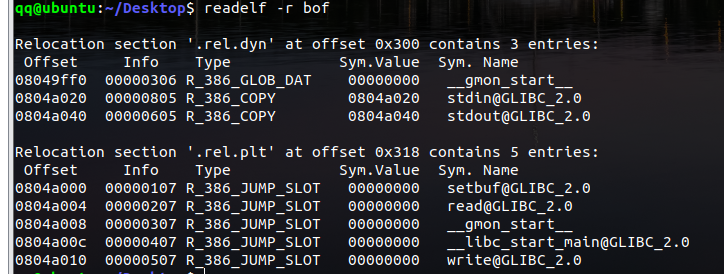 qq@ubuntu:~/Desktop$ readelf -r bof
Relocation section '.rel.dyn' at offset 0x300 contains 3 entries:
Offset Info Type Sym.Value Sym. Name
08049ff0 00000306 R_386_GLOB_DAT 00000000 __gmon_start__
0804a020 00000805 R_386_COPY 0804a020 stdin@GLIBC_2.0
0804a040 00000605 R_386_COPY 0804a040 stdout@GLIBC_2.0
Relocation section '.rel.plt' at offset 0x318 contains 5 entries:
Offset Info Type Sym.Value Sym. Name
0804a000 00000107 R_386_JUMP_SLOT 00000000 setbuf@GLIBC_2.0
0804a004 00000207 R_386_JUMP_SLOT 00000000 read@GLIBC_2.0
0804a008 00000307 R_386_JUMP_SLOT 00000000 __gmon_start__
0804a00c 00000407 R_386_JUMP_SLOT 00000000 __libc_start_main@GLIBC_2.0
0804a010 00000507 R_386_JUMP_SLOT 00000000 write@GLIBC_2.0